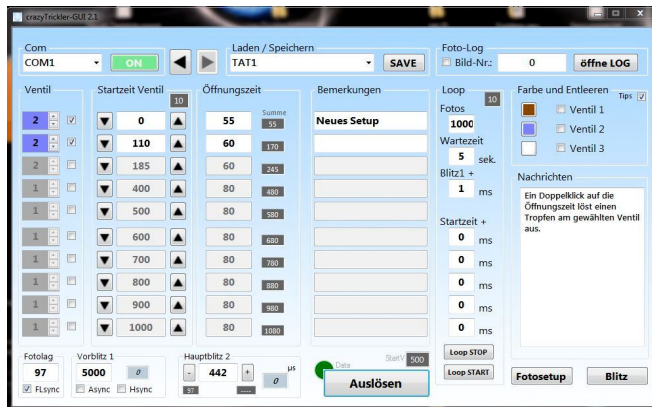 crazyTrickler-GUI 2.1
Com
COM1
ON
Laden / Speichern
TAT1
SAVE
Foto-Log
Bild-Nr.:
0
öffne LOG
Ventil
Startzeit Ventil
10
Öffnungszeit
Summe
Bemerkungen
2
0
55
55
Neues Setup
2
110
60
170
2
185
60
245
1
400
80
480
1
500
80
580
1
600
80
680
1
700
80
780
1
800
80
880
1
900
80
980
1
1000
80
1080
Loop
10
Fotos
1000
Wartezeit
5 sek.
Blitz1 +
1 ms
Startzeit +
0 ms
0 ms
0 ms
0 ms
0 ms
Loop STOP
Loop START
Farbe und Entleeren
Tips
Ventil 1
Ventil 2
Ventil 3
Nachrichten
Ein Doppelklick auf die
Öffnungszeit löst einen
Tropfen am gewählten Ventil
aus.
Fotolag
97
FLsync
Vorblitz 1
5000
0
Async
Hsync
Hauptblitz 2
-
442
+
97
----
0
µs
Data
StartV
500
Auslösen
Fotosetup
Blitz